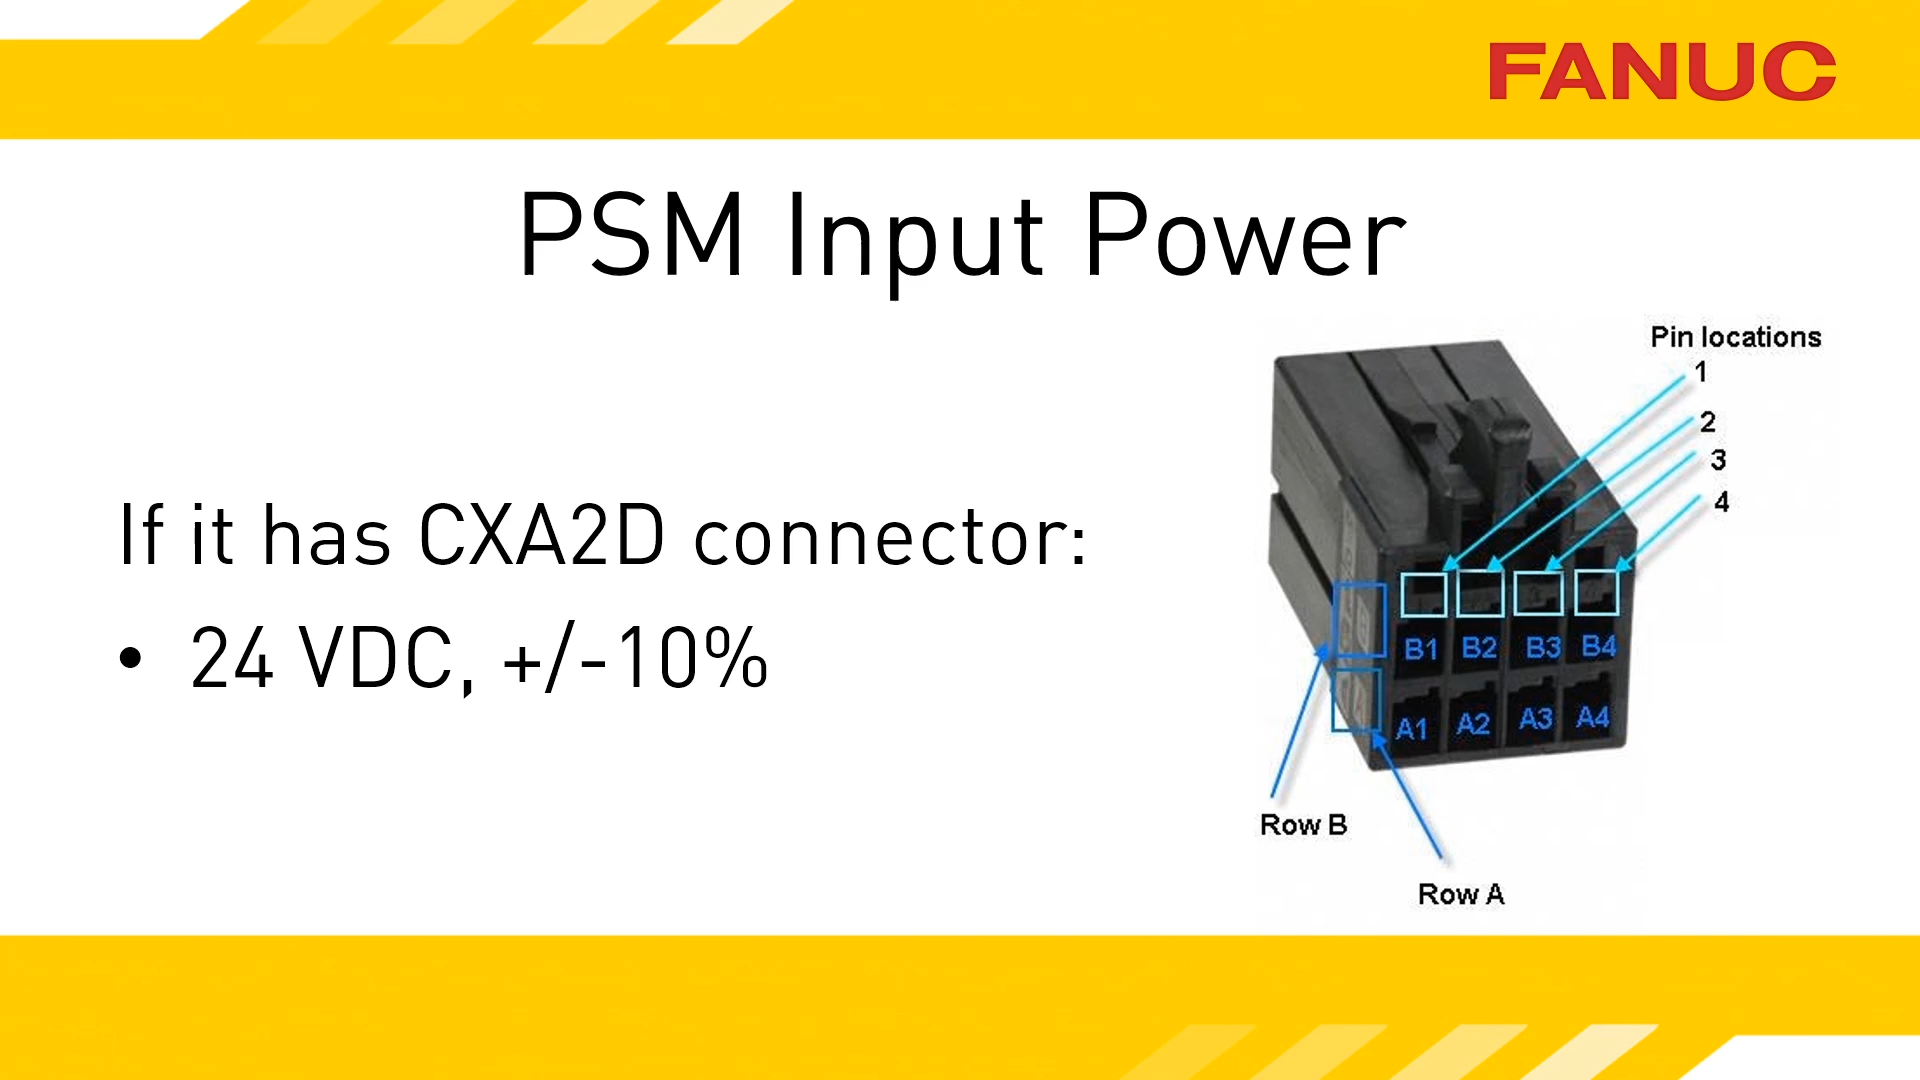 FANUC
PSM Input Power
If it has CXA2D connector:
• 24 VDC, +/-10%
Pin locations
1
2
3
4
B1 B2 B3 B4
A1 A2 A3 A4
Row B
Row A